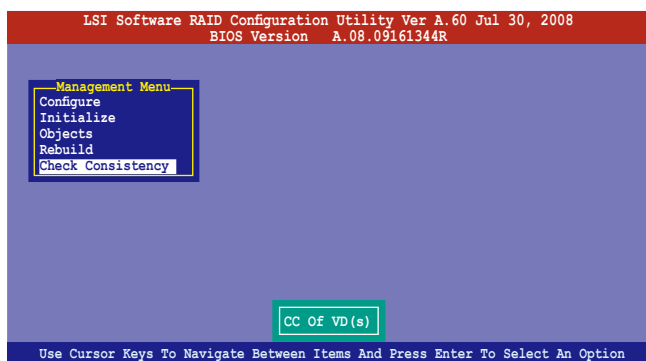 LSI Software RAID Configuration Utility Ver A.60 Jul 30, 2008
BIOS Version A.08.09161344R
Management Menu
Configure
Initialize
Objects
Rebuild
Check Consistency
CC Of VD(s)
Use Cursor Keys To Navigate Between Items And Press Enter To Select An Option